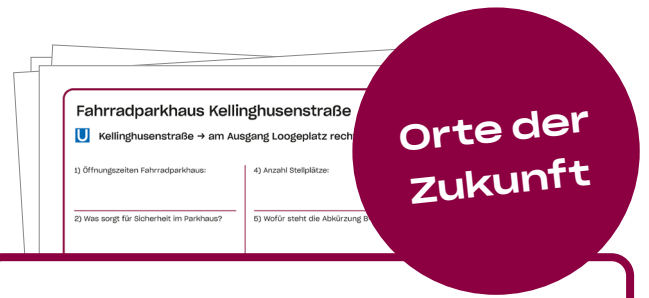 Fahrradparkhaus Kellinghusenstraße
U Kellinghusenstraße → am Ausgang Loogeplatz
1) Öffnungszeiten Fahrradparkhaus:
4) Anzahl Stellplätze:
2) Was sorgt für Sicherheit im Parkhaus?
5) Wofür steht die Abkürzung
Orte der
Zukunft